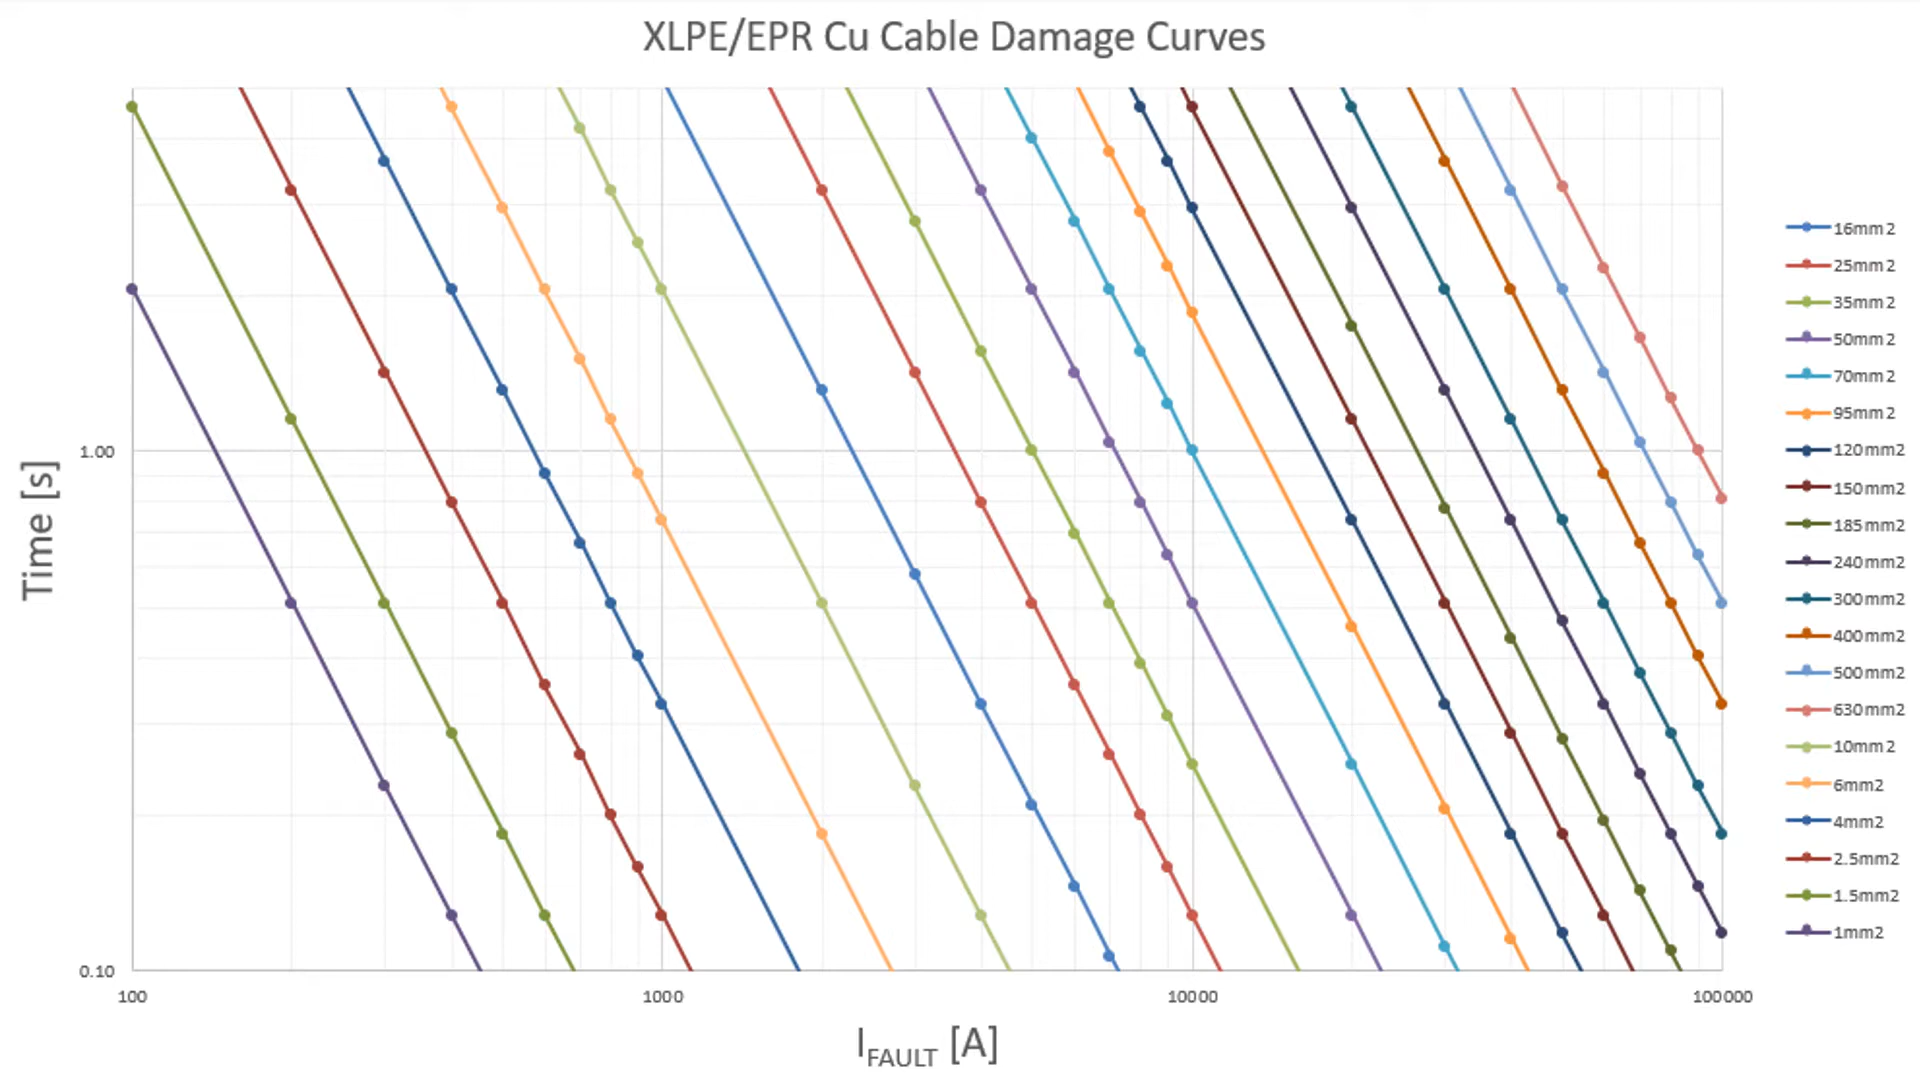 XLPE/EPR Cu Cable Damage Curves
Time [s]
1.00
0.10
100
1000
10000
100000
IFAULT [A]
16mm2
25mm2
35mm2
50mm2
70mm2
95mm2
120mm2
150mm2
185mm2
240mm2
300mm2
400mm2
500mm2
630mm2
10mm2
6mm2
4mm2
2.5mm2
1.5mm2
1mm2